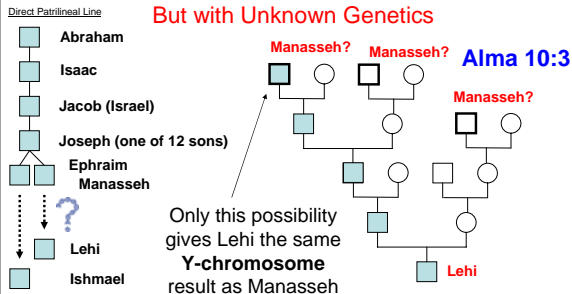 Direct Patrilineal Line
But with Unknown Genetics
Abraham
Isaac
Jacob (Israel)
Joseph (one of 12 sons)
Ephraim
Manasseh
?
Lehi
Ishmael
Manasseh?
Manasseh?
Alma 10:3
Manasseh?
Only this possibility
gives Lehi the same
Y-chromosome
result as Manasseh
Lehi